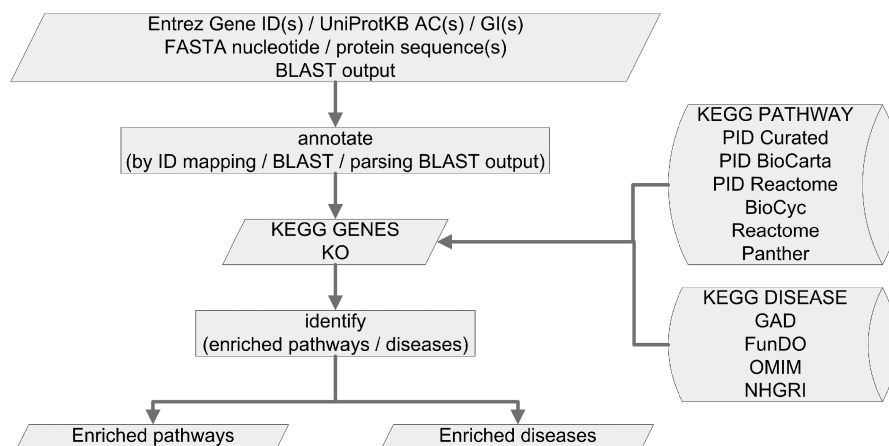 Entrez Gene ID(s) / UniProtKB AC(s) / GI(s)
FASTA nucleotide / protein sequence(s)
BLAST output
annotate
(by ID mapping / BLAST / parsing BLAST output)
KEGG GENES
KO
identify
(enriched pathways / diseases)
Enriched pathways
Enriched diseases
KEGG PATHWAY
PID Curated
PID BioCarta
PID Reactome
BioCyc
Reactome
Panther
KEGG DISEASE
GAD
FunDO
OMIM
NHGRI